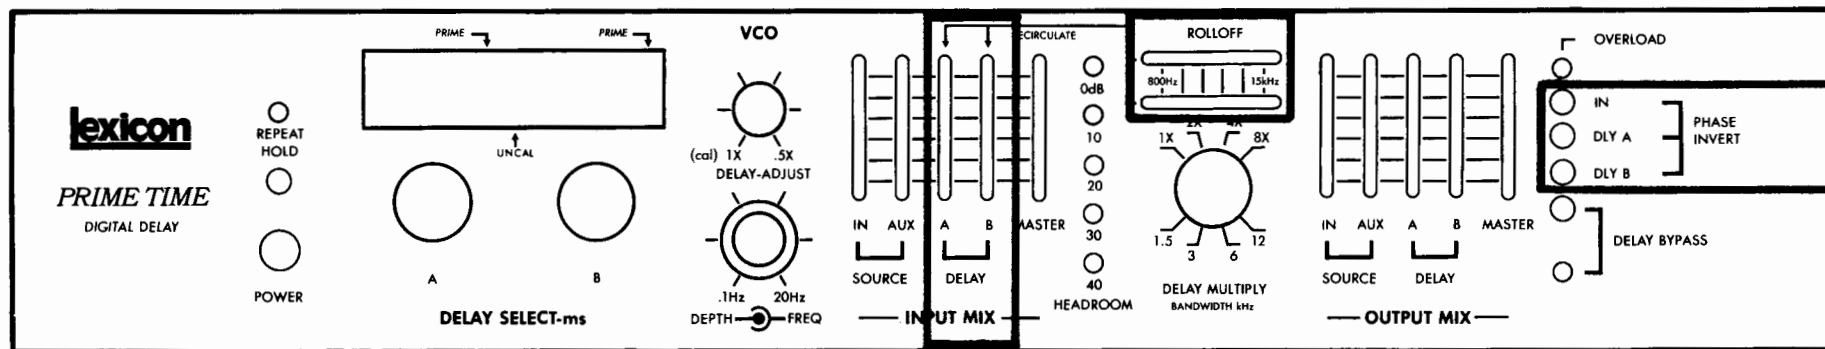 lexicon
PRIME TIME
DIGITAL DELAY
REPEAT
HOLD
POWER
PRIME
PRIME
UNCAL
A
B
DELAY SELECT-ms
VCO
(cal) 1X .5X
DELAY-ADJUST
.1Hz 20Hz
DEPTH FREQ
ECIRCULATE
IN AUX A B MASTER
SOURCE DELAY
INPUT MIX
0dB
10
20
30
40
HEADROOM
ROLLOFF
800Hz 15kHz
1X 2X 4X 8X
1.5 3 6 12
DELAY MULTIPLY
BANDWIDTH kHz
IN AUX A B MASTER
SOURCE DELAY
OUTPUT MIX
OVERLOAD
IN
DLY A
DLY B
PHASE
INVERT
DELAY BYPASS